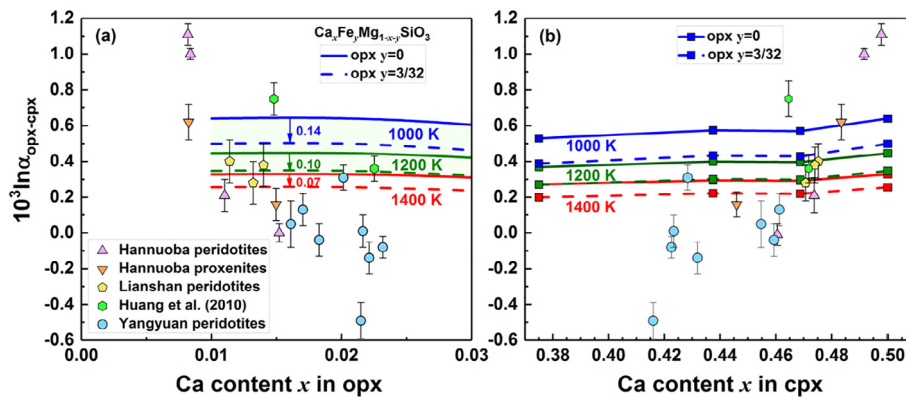 (a)
Ca𝑥Fe𝑦Mg1-𝑥-𝑦SiO3
opx y=0
opx y=3/32
1.2
1.0
0.8
0.6
0.4
0.2
0.0
-0.2
-0.4
-0.6
10³lnα opx-cpx
0.14
1000 K
0.10
1200 K
0.07
1400 K
Hannuoba peridotites
Hannuoba proxenites
Lianshan peridotites
Huang et al. (2010)
Yangyuan peridotites
0.00 0.01 0.02 0.03
Ca content x in opx
(b)
opx y=0
opx y=3/32
1000 K
1200 K
1400 K
0.38 0.40 0.42 0.44 0.46 0.48 0.50
Ca content x in cpx